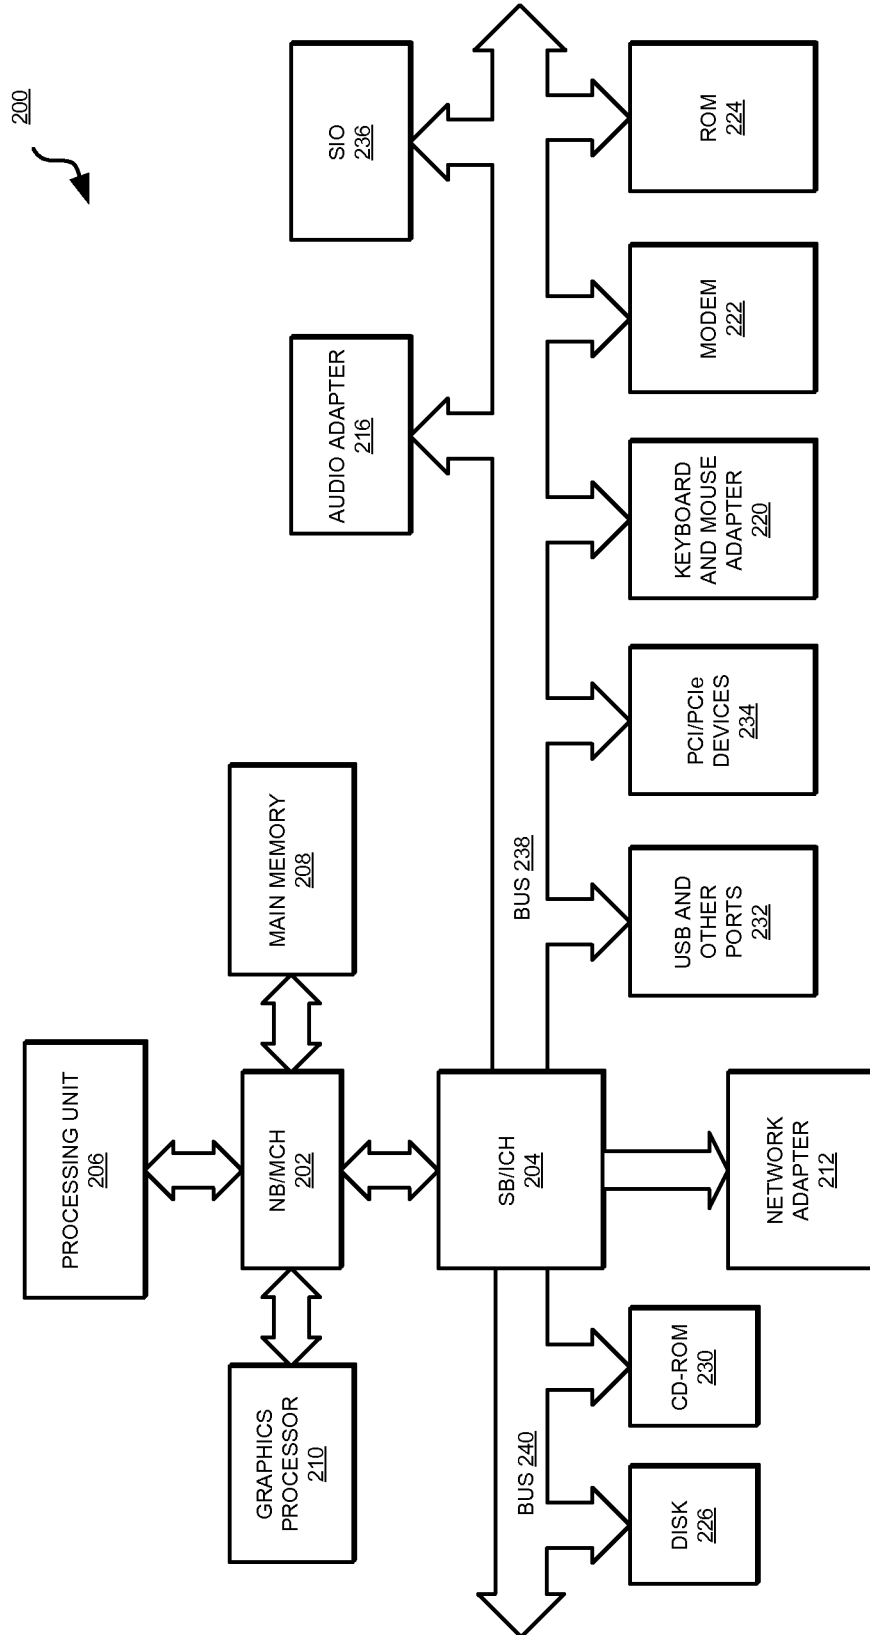 200
PROCESSING UNIT
206
GRAPHICS
PROCESSOR
210
NB/MCH
202
MAIN MEMORY
208
AUDIO ADAPTER
216
SIO
236
SB/ICH
204
BUS 240
BUS 238
DISK
226
CD-ROM
230
NETWORK
ADAPTER
212
USB AND
OTHER
PORTS
232
PCI/PCIe
DEVICES
234
KEYBOARD
AND MOUSE
ADAPTER
220
MODEM
222
ROM
224